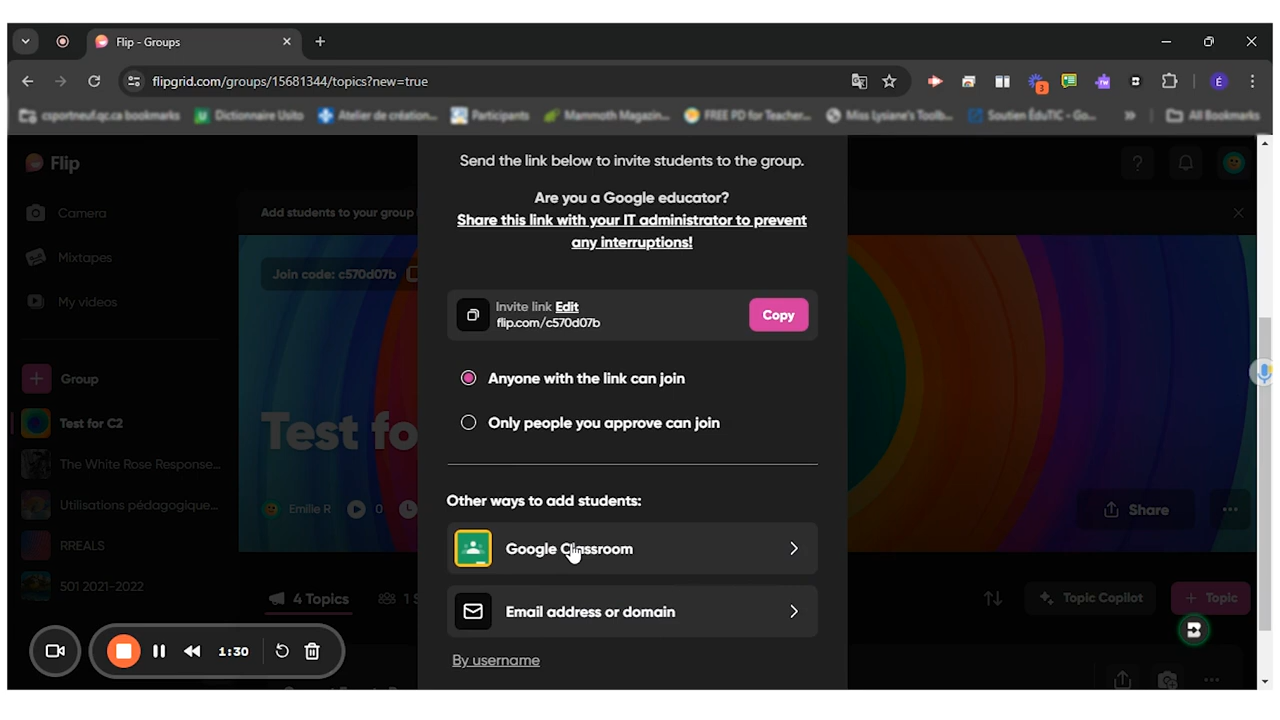 Flip - Groups
flipgrid.com/groups/15681344/topics?new=true
3
É
csportneuf.qc.ca bookmarks
Dictionnaire Usito
Atelier de création...
Participents
Mammoth Magazin...
FREE PD for Teacher...
Miss Lysiane's Toolb...
Soutien ÉduTIC - Go...
All Bookmarks
Flip
Camera
Mixtapes
My videos
Group
Test for C2
The White Rose Response...
Utilisations pédagogique...
RREALS
501 2021-2022
Add students to your group
Join code: c570d07b
Test fo
Emilie R
0
Share
4 Topics
1 S
Topic Copilot
+ Topic
Send the link below to invite students to the group.
Are you a Google educator?
Share this link with your IT administrator to prevent
any interruptions!
Invite link Edit
flip.com/c570d07b
Copy
Anyone with the link can join
Only people you approve can join
Other ways to add students:
Google Classroom
Email address or domain
By username
1:30